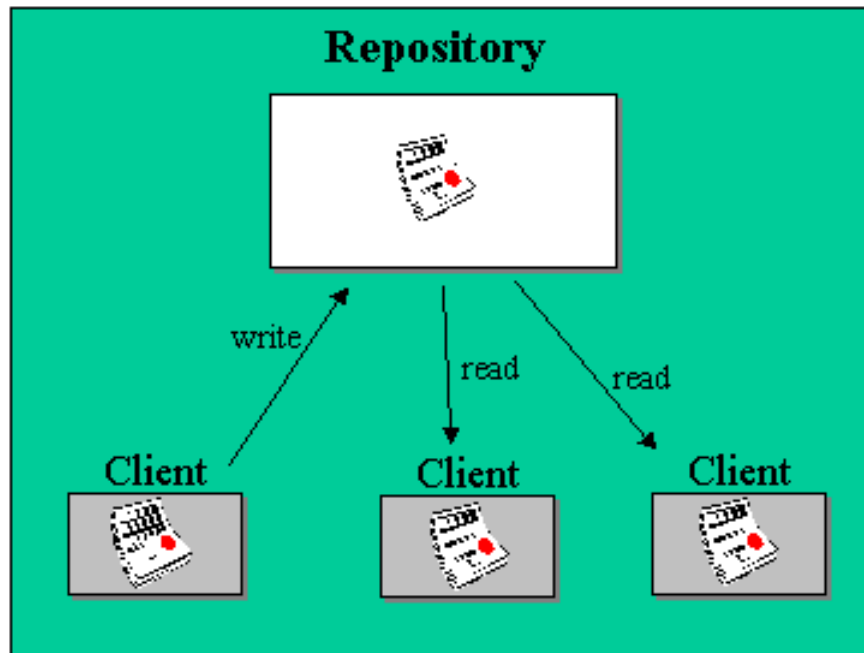 Repository
write
read
read
Client
Client
Client